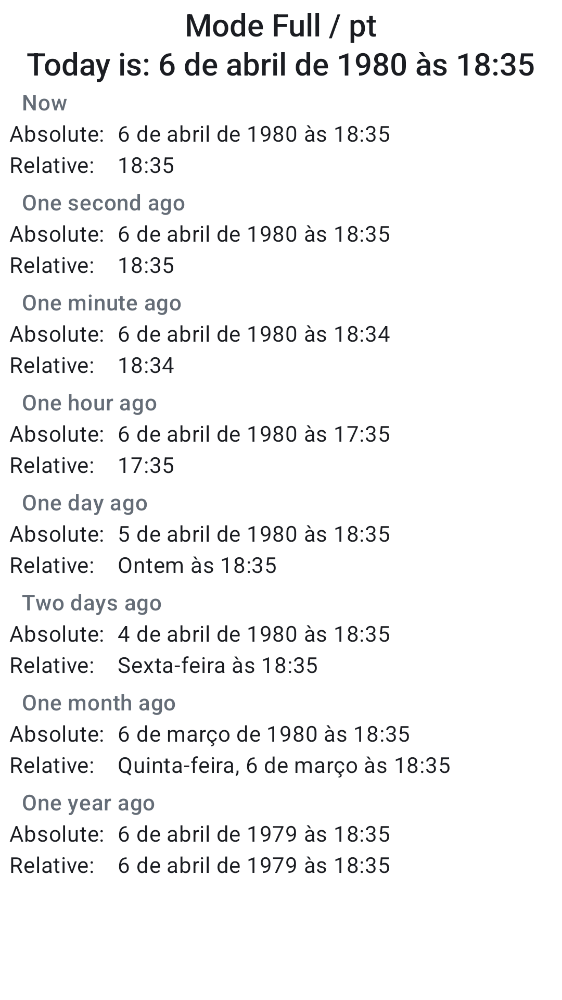 Mode Full / pt
Today is: 6 de abril de 1980 às 18:35
Now
Absolute: 6 de abril de 1980 às 18:35
Relative: 18:35
One second ago
Absolute: 6 de abril de 1980 às 18:35
Relative: 18:35
One minute ago
Absolute: 6 de abril de 1980 às 18:34
Relative: 18:34
One hour ago
Absolute: 6 de abril de 1980 às 17:35
Relative: 17:35
One day ago
Absolute: 5 de abril de 1980 às 18:35
Relative: Ontem às 18:35
Two days ago
Absolute: 4 de abril de 1980 às 18:35
Relative: Sexta-feira às 18:35
One month ago
Absolute: 6 de março de 1980 às 18:35
Relative: Quinta-feira, 6 de março às 18:35
One year ago
Absolute: 6 de abril de 1979 às 18:35
Relative: 6 de abril de 1979 às 18:35